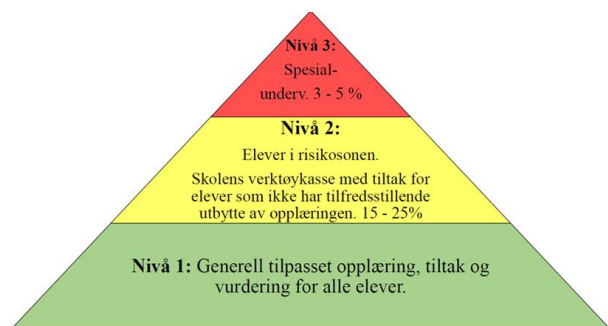 Nivå 3:
Spesial-
underv. 3 - 5 %
Nivå 2:
Elever i risikosonen.
Skolens verktøykasse med tiltak for
elever som ikke har tilfredsstillende
utbytte av opplæringen. 15 - 25%
Nivå 1: Generell tilpasset opplæring, tiltak og
vurdering for alle elever.